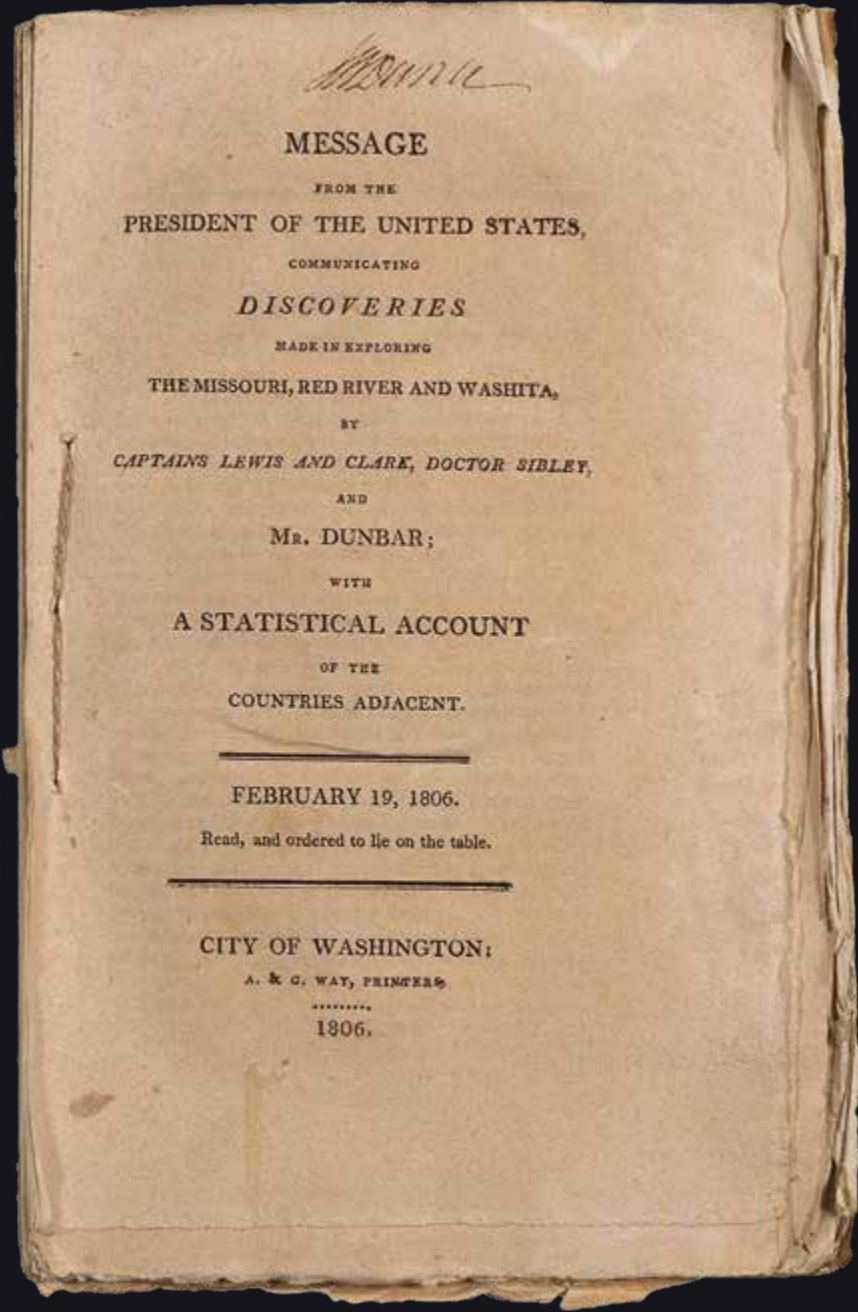 MESSAGE
FROM THE
PRESIDENT OF THE UNITED STATES,
COMMUNICATING
DISCOVERIES
MADE IN EXPLORING
THE MISSOURI, RED RIVER AND WASHITA,
BY
CAPTAINS LEWIS AND CLARK, DOCTOR SIBLEY,
AND
MR. DUNBAR;
WITH
A STATISTICAL ACCOUNT
OF THE
COUNTRIES ADJACENT.
FEBRUARY 19, 1806.
Read, and ordered to lie on the table.
CITY OF WASHINGTON:
A. & G. WAY, PRINTERS.
.........
1806.